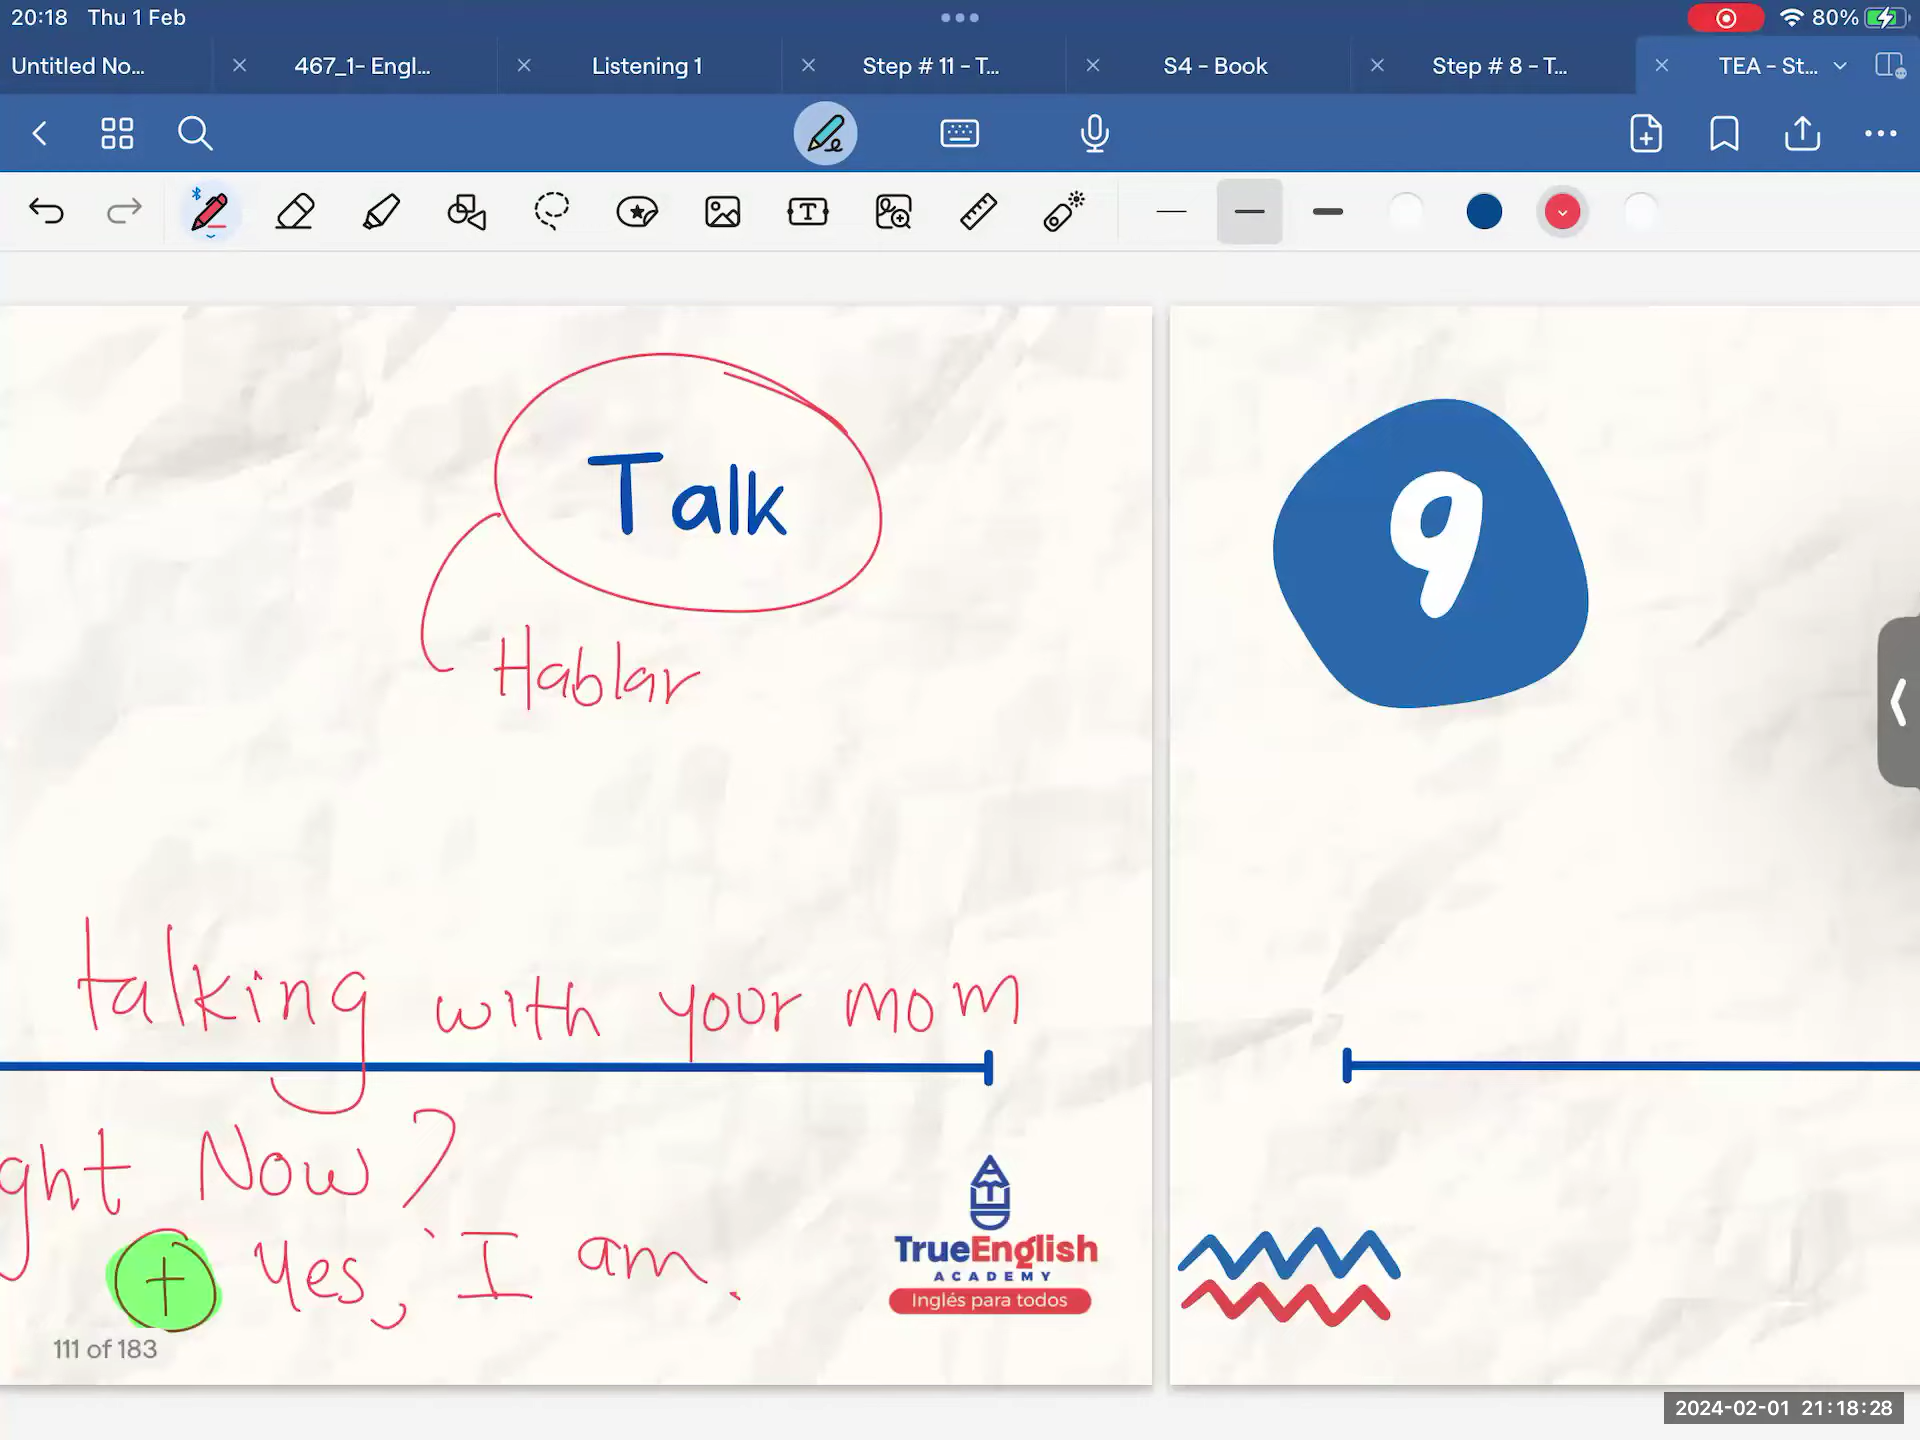 20:18 Thu 1 Feb
80%
Untitled No...
467_1- Engl...
Listening 1
Step # 11 - T...
S4 - Book
Step # 8 - T...
TEA - St...
Talk
Hablar
talking with your mom
ght Now?
+ Yes, I am.
TrueEnglish
ACADEMY
Inglés para todos
111 of 183
9
2024-02-01 21:18:28